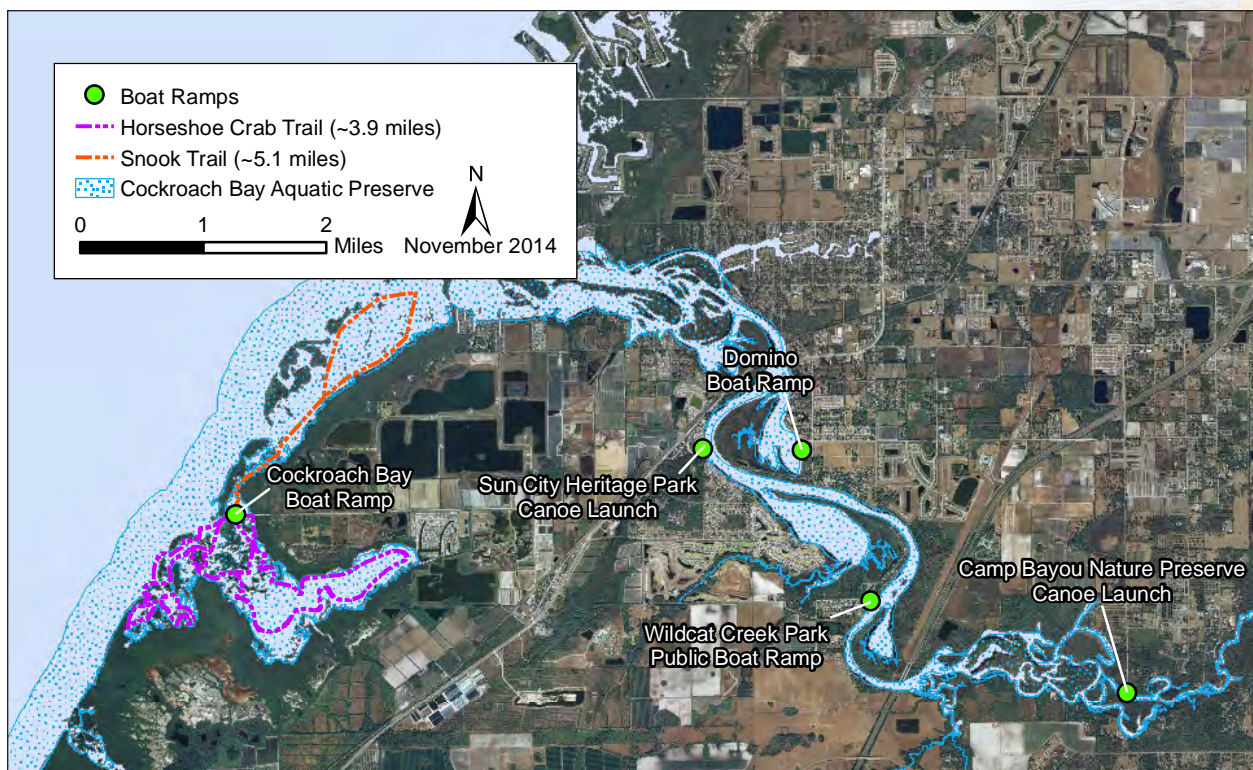 Boat Ramps
Horseshoe Crab Trail (~3.9 miles)
Snook Trail (~5.1 miles)
Cockroach Bay Aquatic Preserve
N
0 1 2
Miles November 2014
Domino
Boat Ramp
Cockroach Bay
Boat Ramp
Sun City Heritage Park
Canoe Launch
Camp Bayou Nature Preserve
Canoe Launch
Wildcat Creek Park
Public Boat Ramp